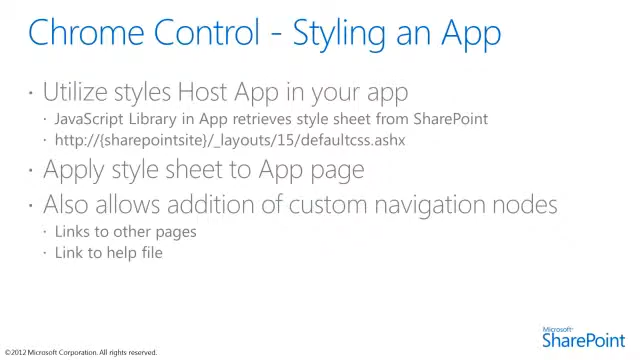 Chrome Control - Styling an App
· Utilize styles Host App in your app
· JavaScript Library in App retrieves style sheet from SharePoint
· http://{sharepointsite}/_layouts/15/defaultcss.ashx
· Apply style sheet to App page
· Also allows addition of custom navigation nodes
· Links to other pages
· Link to help file
©2012 Microsoft Corporation. All rights reserved.
Microsoft®
SharePoint